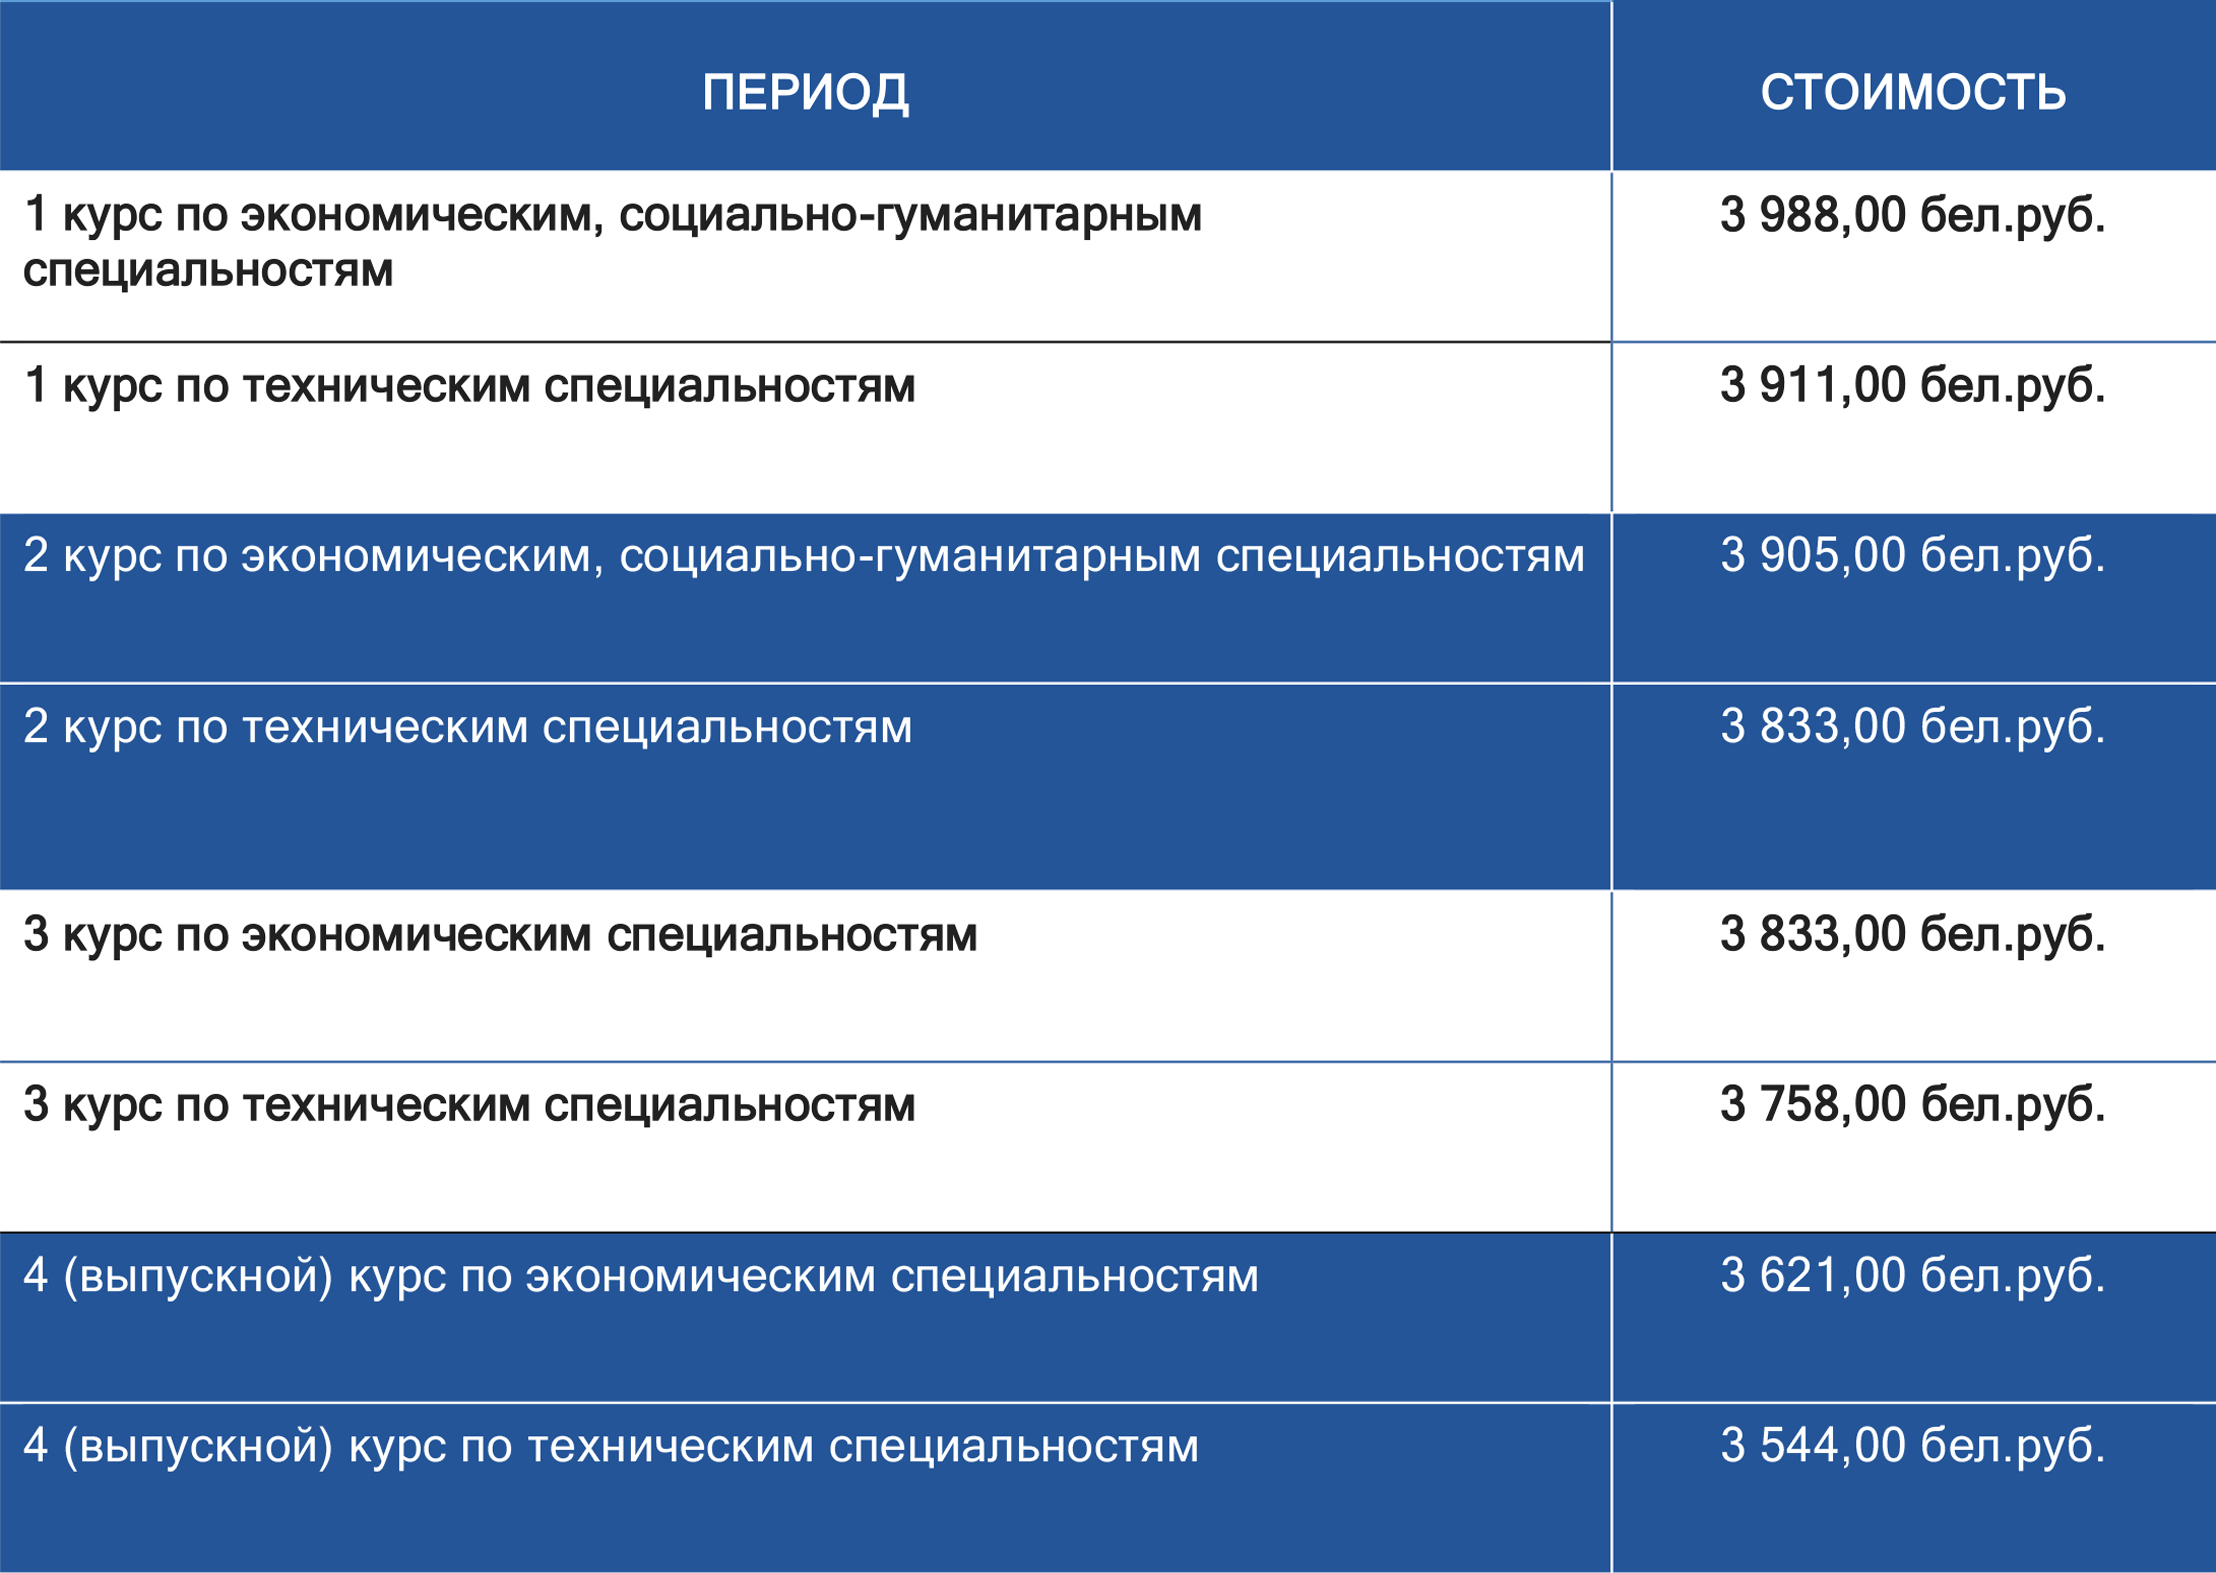 ПЕРИОД
СТОИМОСТЬ
1 курс по экономическим, социально-гуманитарным
специальностям
3 988,00 бел.руб.
1 курс по техническим специальностям
3 911,00 бел.руб.
2 курс по экономическим, социально-гуманитарным специальностям
3 905,00 бел.руб.
2 курс по техническим специальностям
3 833,00 бел.руб.
3 курс по экономическим специальностям
3 833,00 бел.руб.
3 курс по техническим специальностям
3 758,00 бел.руб.
4 (выпускной) курс по экономическим специальностям
3 621,00 бел.руб.
4 (выпускной) курс по техническим специальностям
3 544,00 бел.руб.